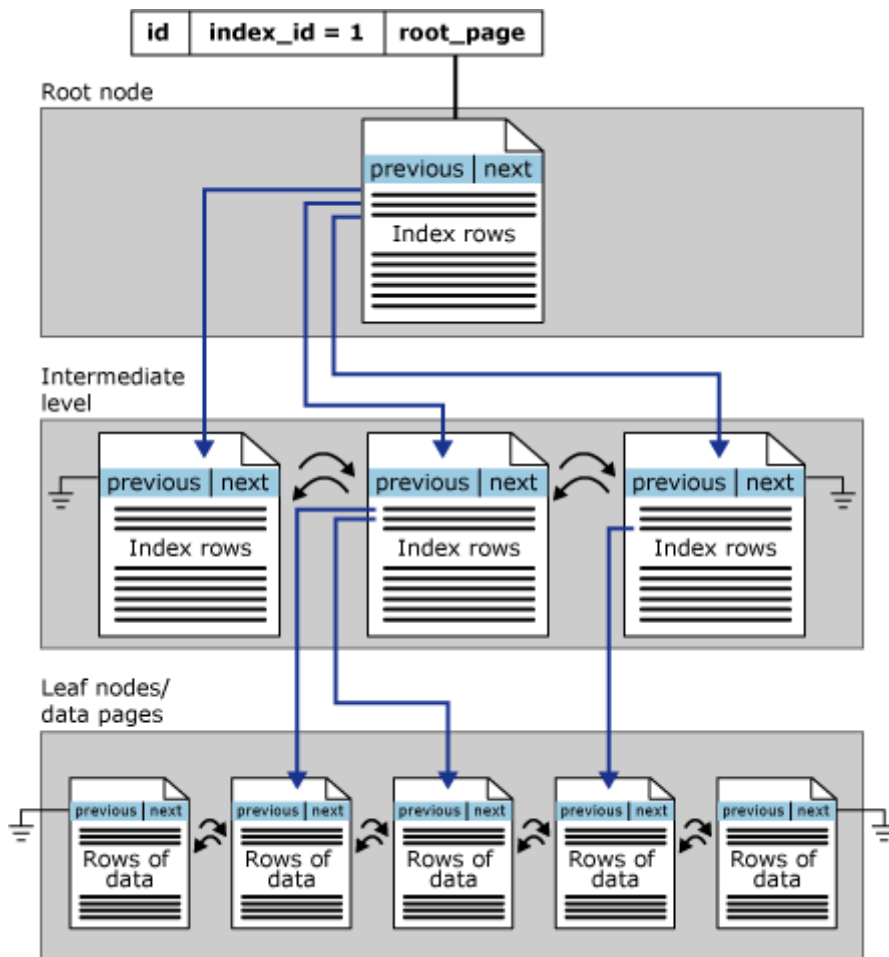 id index_id = 1 root_page
Root node
previous next
Index rows
Intermediate
level
previous next previous next previous next
Index rows Index rows Index rows
Leaf nodes/
data pages
previous next previous next previous next previous next previous next
Rows of Rows of Rows of Rows of Rows of
data data data data data